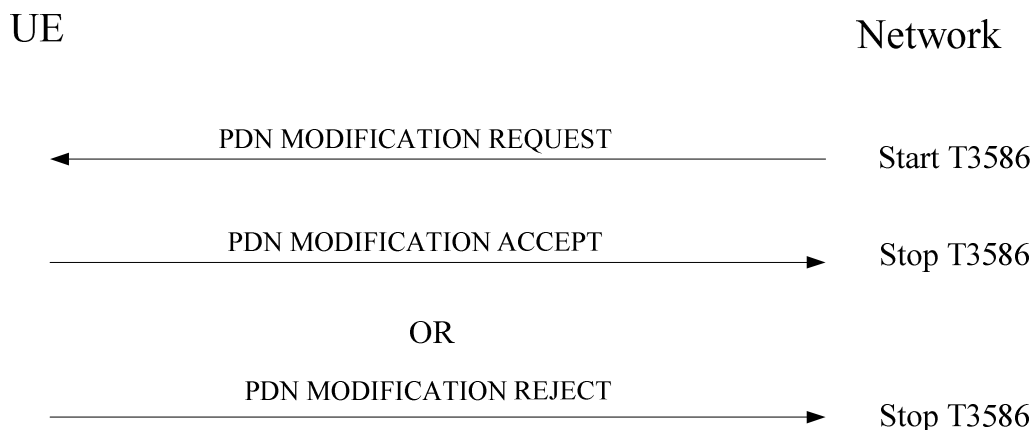 UE
Network
PDN MODIFICATION REQUEST
Start T3586
PDN MODIFICATION ACCEPT
Stop T3586
OR
PDN MODIFICATION REJECT
Stop T3586